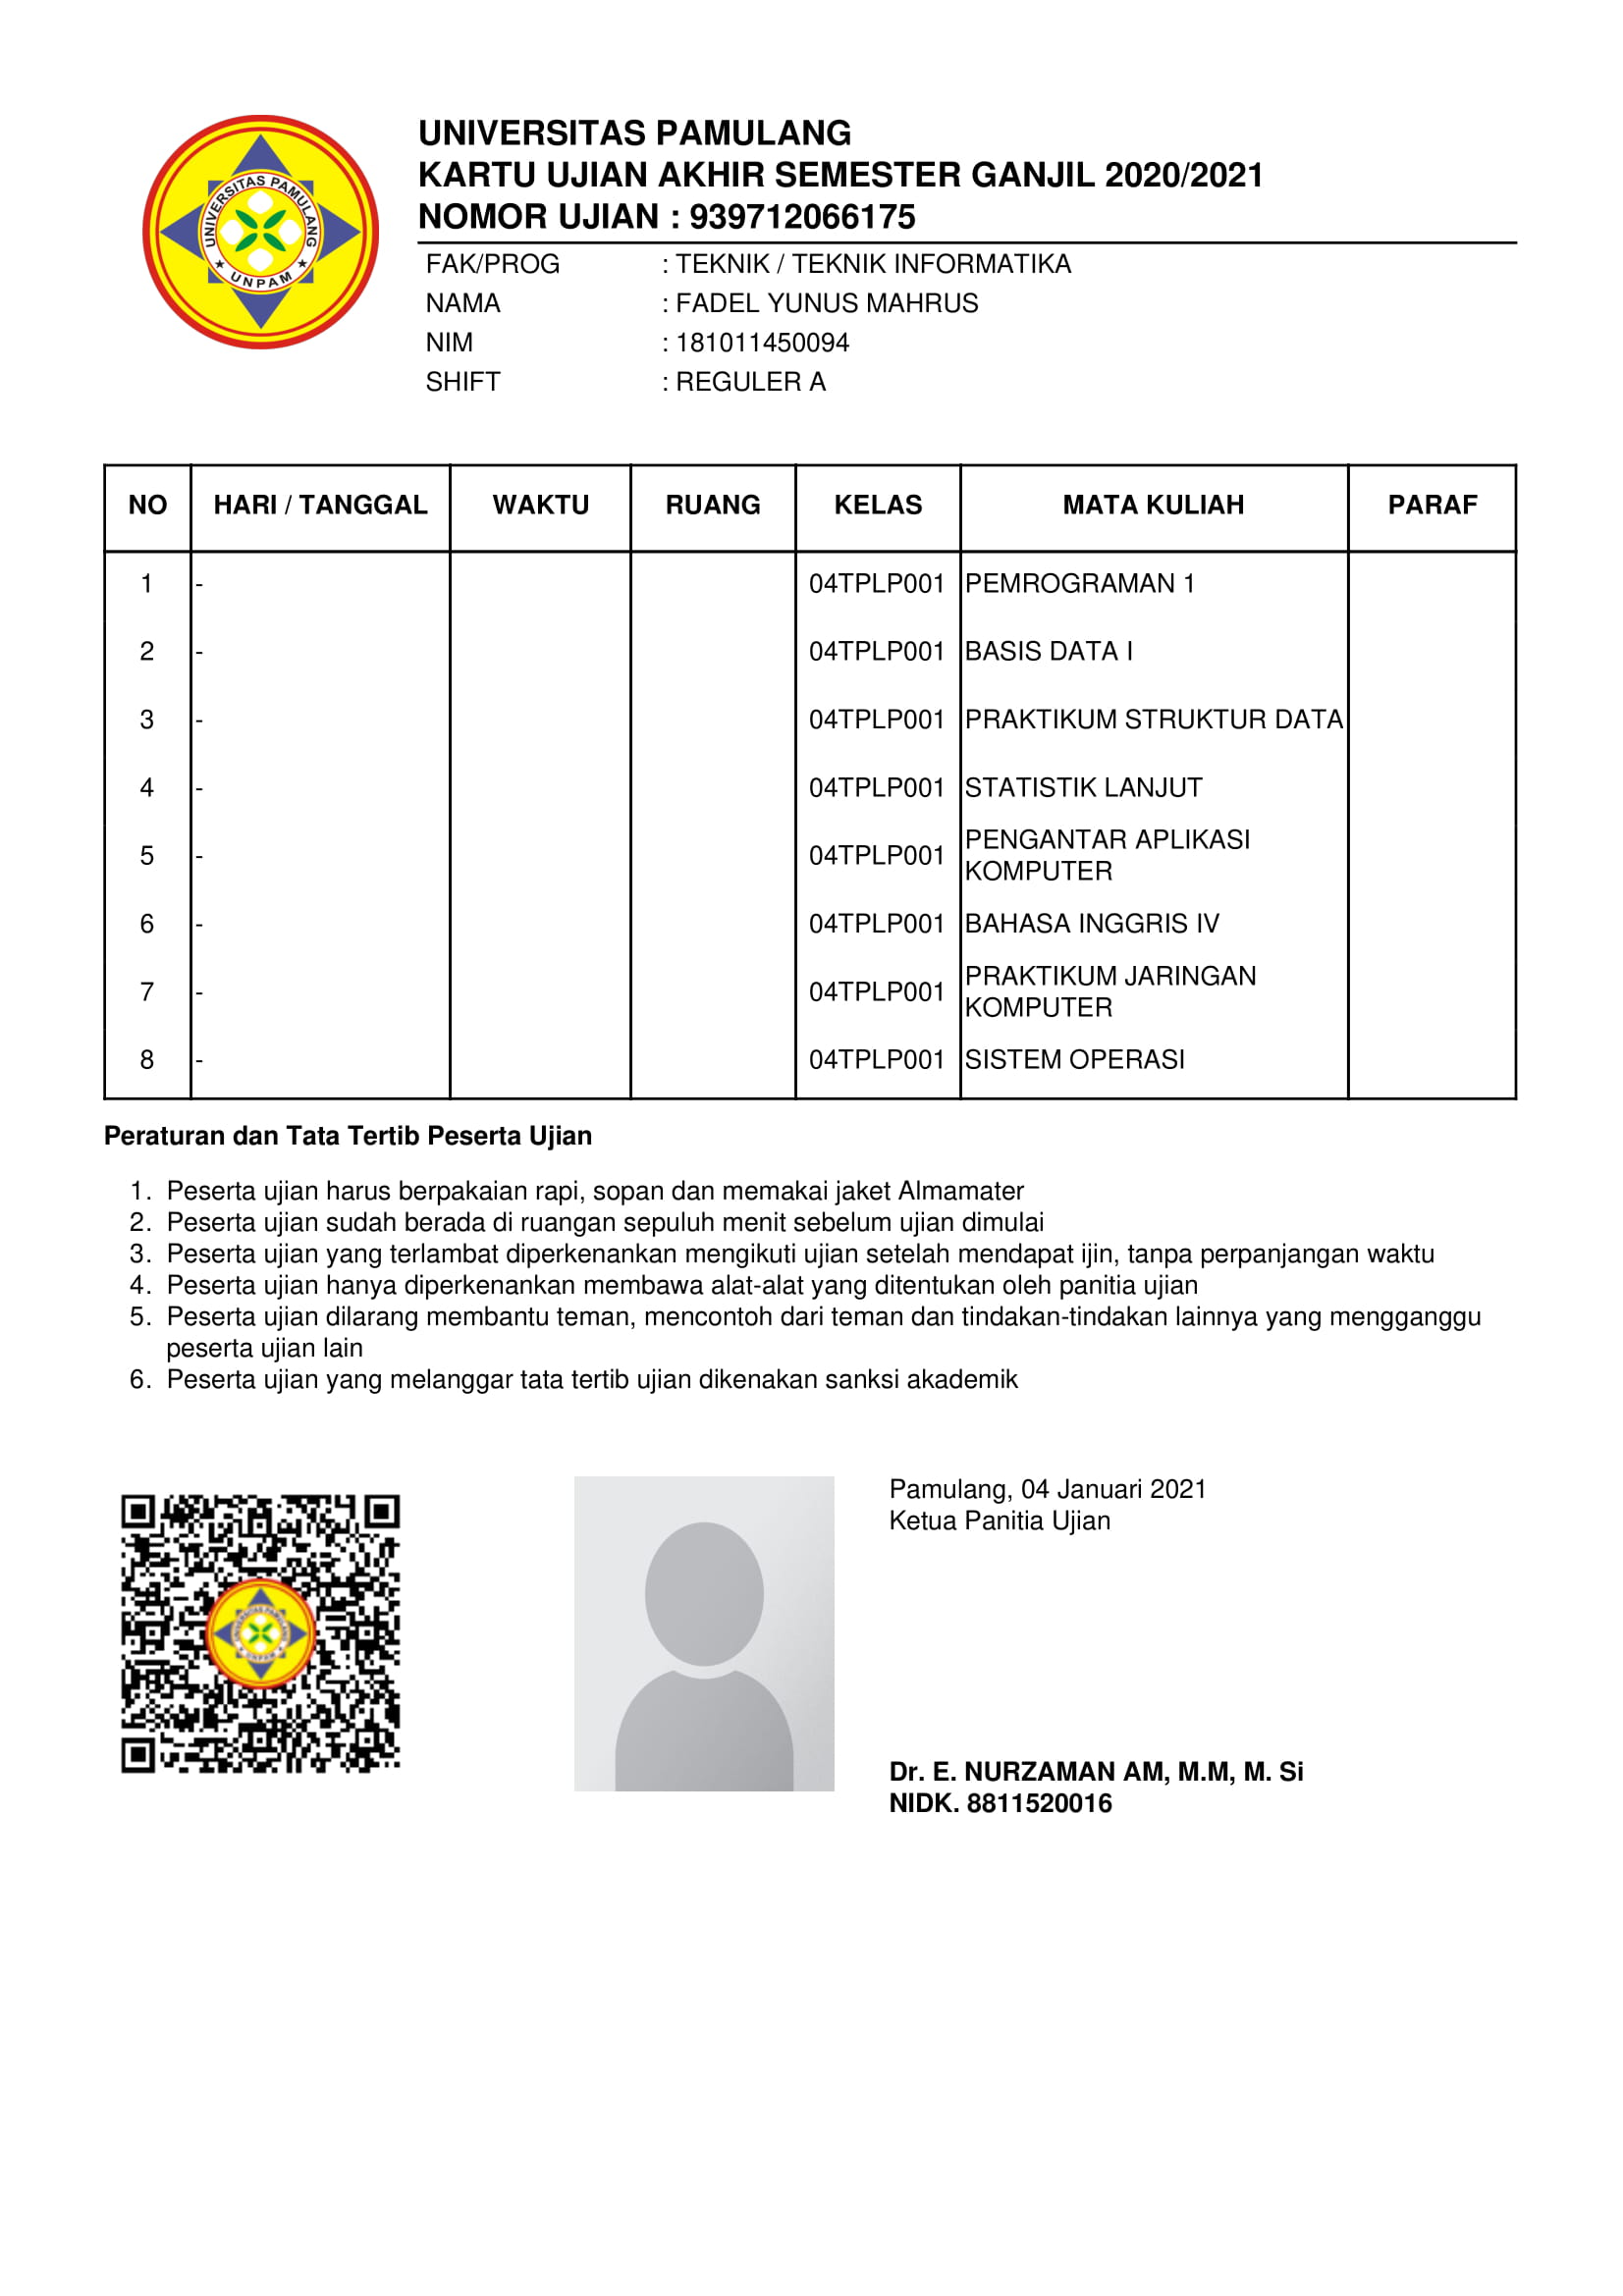 UNIVERSITAS PAMULANG
UNPAM
UNIVERSITAS PAMULANG
KARTU UJIAN AKHIR SEMESTER GANJIL 2020/2021
NOMOR UJIAN : 939712066175
FAK/PROG : TEKNIK / TEKNIK INFORMATIKA
NAMA : FADEL YUNUS MAHRUS
NIM : 181011450094
SHIFT : REGULER A
NO HARI / TANGGAL WAKTU RUANG KELAS MATA KULIAH PARAF
1 - 04TPLP001 PEMROGRAMAN 1
2 - 04TPLP001 BASIS DATA I
3 - 04TPLP001 PRAKTIKUM STRUKTUR DATA
4 - 04TPLP001 STATISTIK LANJUT
5 - 04TPLP001 PENGANTAR APLIKASI
KOMPUTER
6 - 04TPLP001 BAHASA INGGRIS IV
7 - 04TPLP001 PRAKTIKUM JARINGAN
KOMPUTER
8 - 04TPLP001 SISTEM OPERASI
Peraturan dan Tata Tertib Peserta Ujian
1. Peserta ujian harus berpakaian rapi, sopan dan memakai jaket Almamater
2. Peserta ujian sudah berada di ruangan sepuluh menit sebelum ujian dimulai
3. Peserta ujian yang terlambat diperkenankan mengikuti ujian setelah mendapat ijin, tanpa perpanjangan waktu
4. Peserta ujian hanya diperkenankan membawa alat-alat yang ditentukan oleh panitia ujian
5. Peserta ujian dilarang membantu teman, mencontoh dari teman dan tindakan-tindakan lainnya yang mengganggu
peserta ujian lain
6. Peserta ujian yang melanggar tata tertib ujian dikenakan sanksi akademik
UNIVERSITAS PAMULANG
UNPAM
Pamulang, 04 Januari 2021
Ketua Panitia Ujian
Dr. E. NURZAMAN AM, M.M, M. Si
NIDK. 8811520016